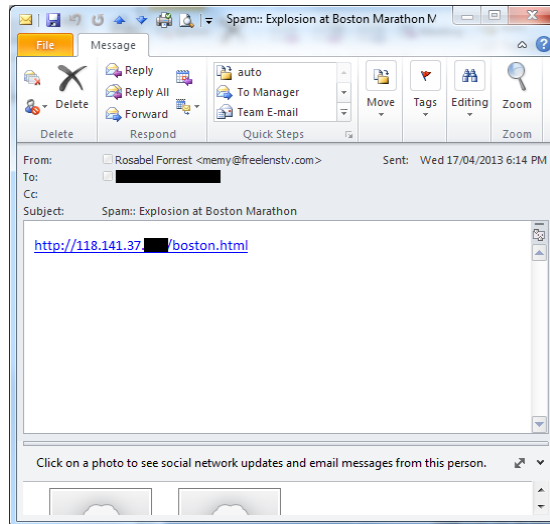 Spam:: Explosion at Boston Marathon M
File Message
Reply auto
Delete Reply All To Manager Move Tags Editing Zoom
Forward Team E-mail
Delete Respond Quick Steps Zoom
From: Rosabel Forrest <memy@freelenstv.com> Sent: Wed 17/04/2013 6:14 PM
To:
Cc:
Subject: Spam:: Explosion at Boston Marathon
http://118.141.37. /boston.html
Click on a photo to see social network updates and email messages from this person.